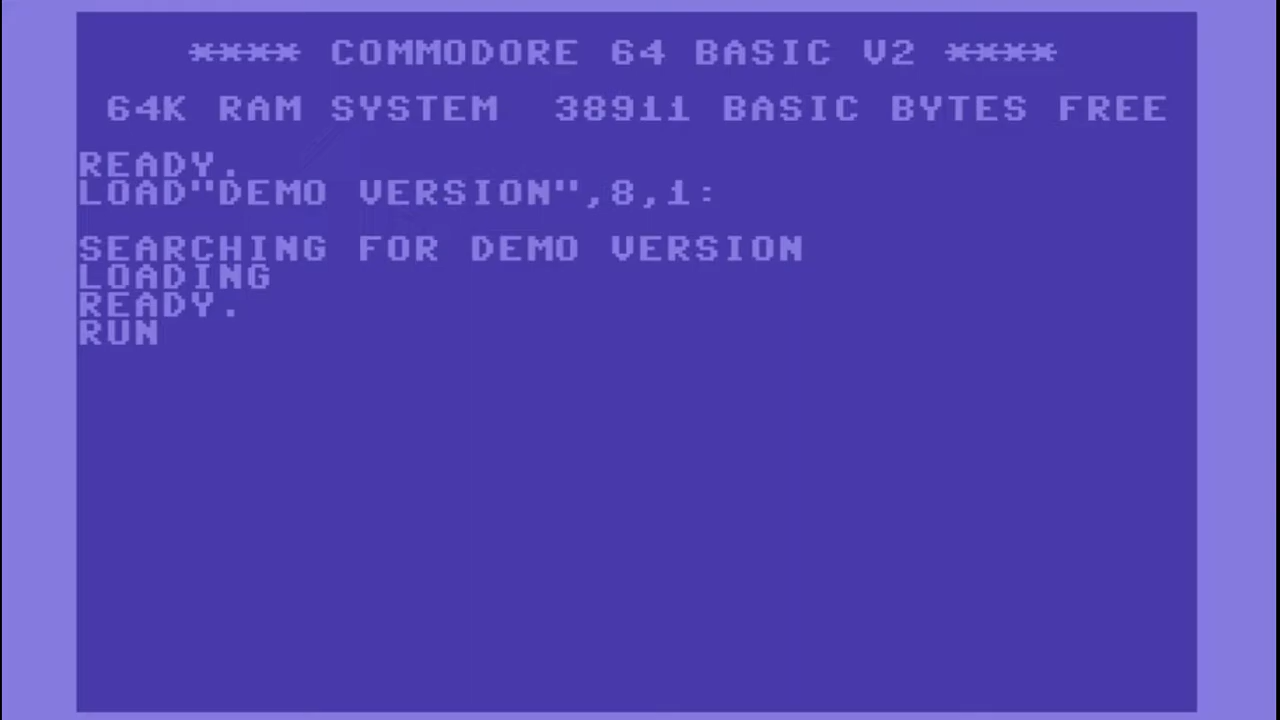 **** COMMODORE 64 BASIC V2 ****
64K RAM SYSTEM  38911 BASIC BYTES FREE
READY.
LOAD"DEMO VERSION",8,1:
SEARCHING FOR DEMO VERSION
LOADING
READY.
RUN